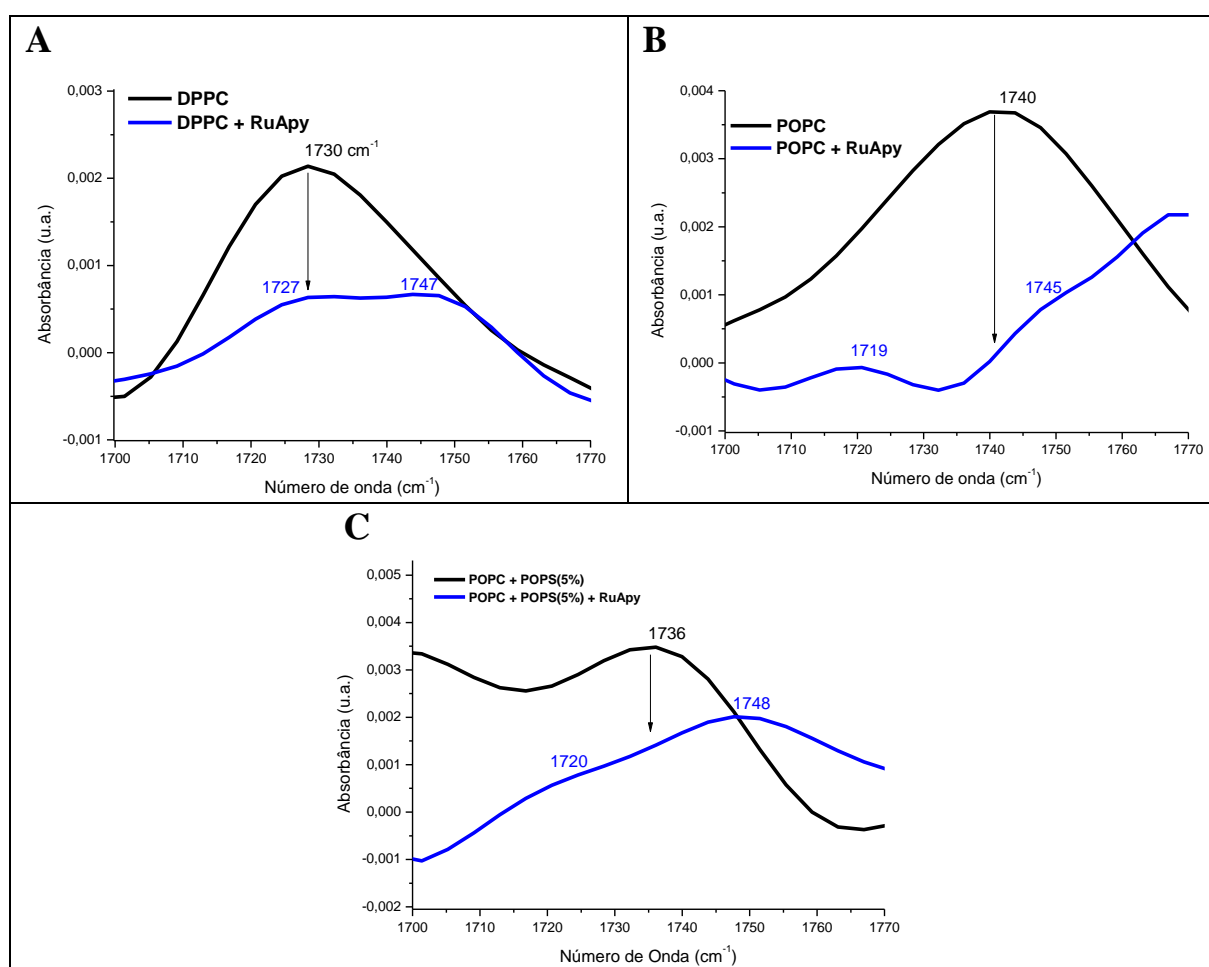 A
DPPC
DPPC + RuApy
1730 cm⁻¹
1727
1747
0,003
0,002
0,001
0,000
-0,001
Absorbância (u.a.)
1700 1710 1720 1730 1740 1750 1760 1770
Número de onda (cm⁻¹)
B
POPC
POPC + RuApy
1740
1745
1719
0,004
0,003
0,002
0,001
0,000
-0,001
Absorbância (u.a.)
1700 1710 1720 1730 1740 1750 1760 1770
Número de onda (cm⁻¹)
C
POPC + POPS(5%)
POPC + POPS(5%) + RuApy
1736
1748
1720
0,005
0,004
0,003
0,002
0,001
0,000
-0,001
-0,002
Absorbância (u.a.)
1700 1710 1720 1730 1740 1750 1760 1770
Número de Onda (cm⁻¹)